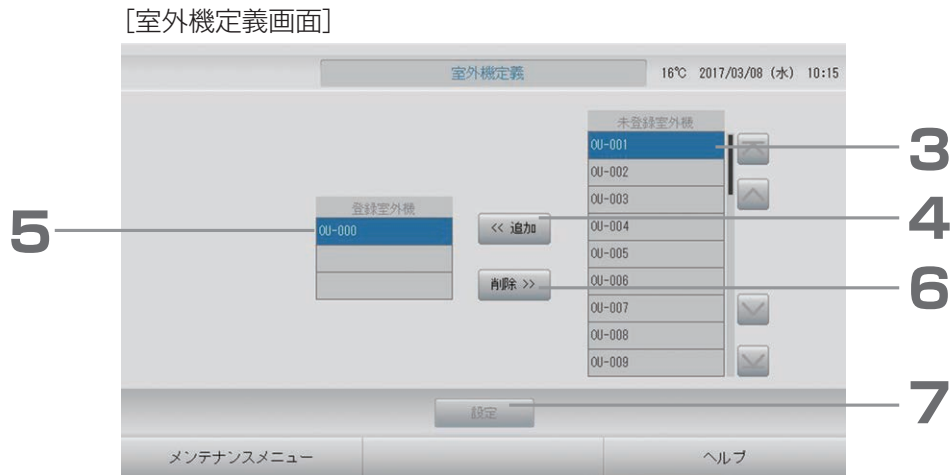 [室外機定義画面]
室外機定義 16℃ 2017/03/08 (水) 10:15
未登録室外機
OU-001
OU-002
OU-003
OU-004
OU-005
OU-006
OU-007
OU-008
OU-009
登録室外機
OU-000
<< 追加
削除 >>
設定
メンテナンスメニュー
ヘルプ
3
4
5
6
7